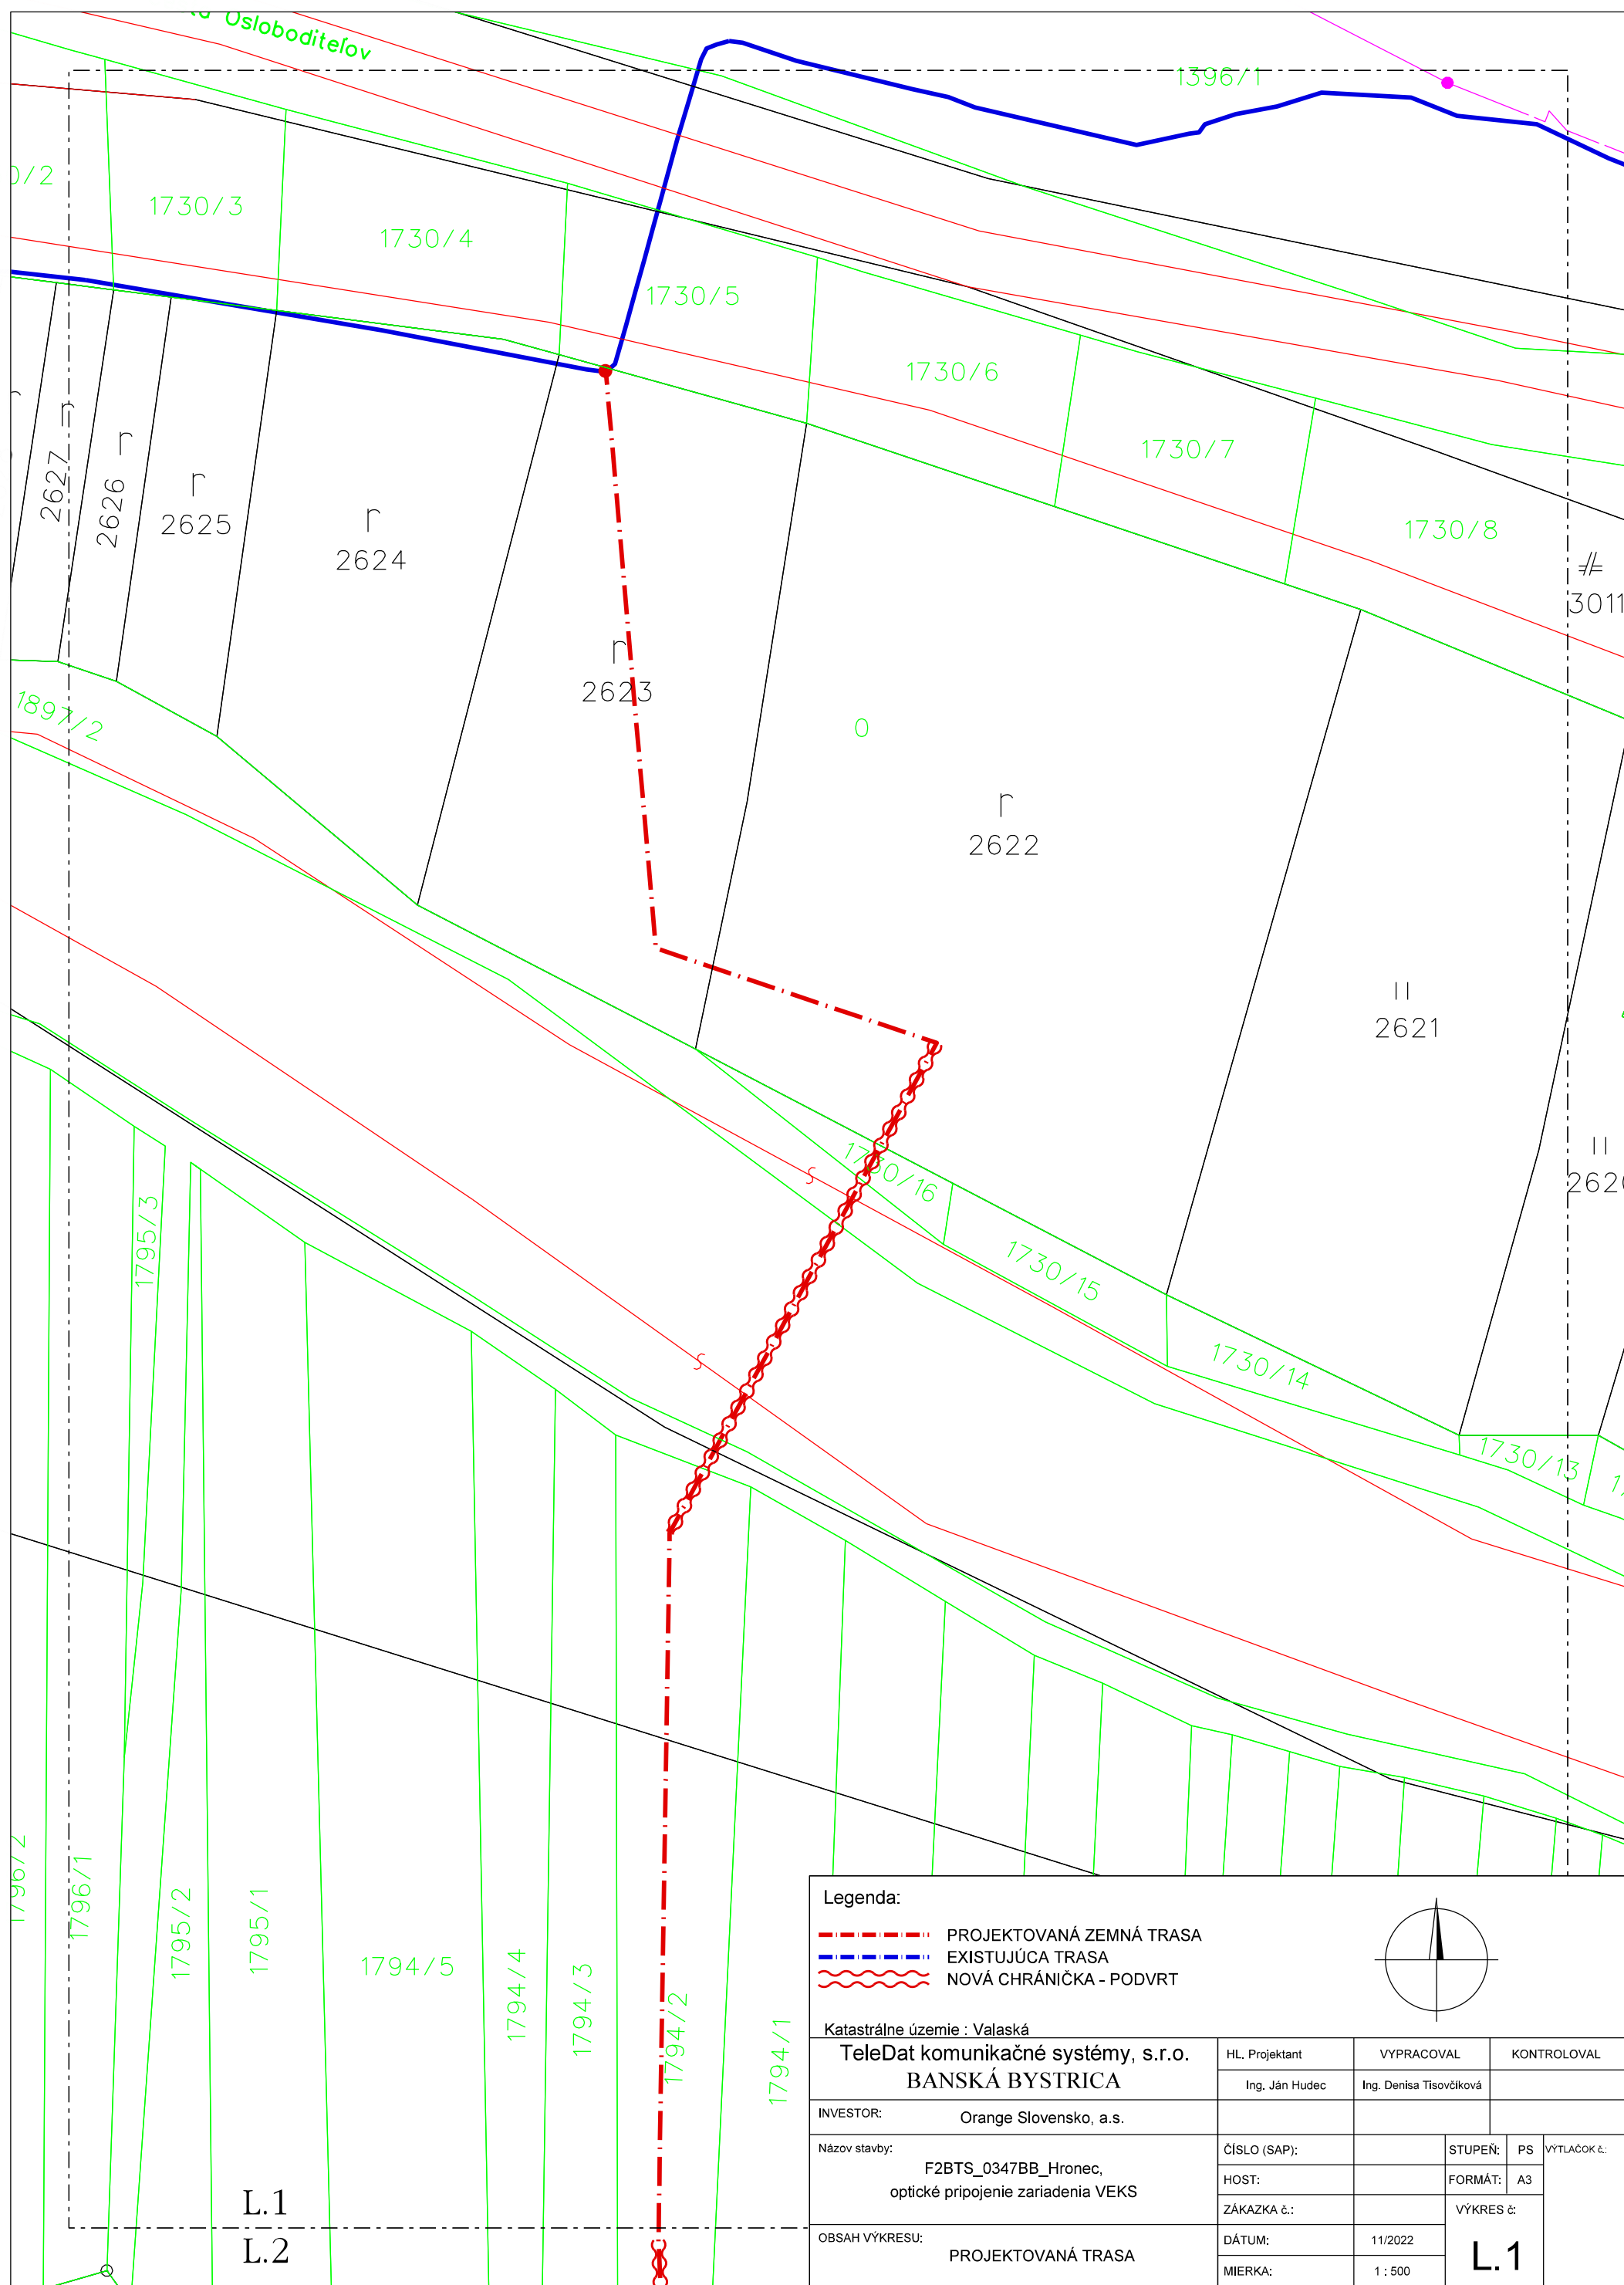 Osloboditeľov
1396/1
1730/3
1730/4
1730/5
1730/6
1730/7
1730/8
3011
r
2627
r
2626
r
2625
r
2624
r
2623
0
r
2622
1897/2
2621
1730/16
1730/15
1730/14
1730/13
1795/3
1796/2
1796/1
1795/2
1795/1
1794/5
1794/4
1794/3
1794/2
1794/1
L.1
L.2
Legenda:
PROJEKTOVANÁ ZEMNÁ TRASA
EXISTUJÚCA TRASA
NOVÁ CHRÁNIČKA - PODVRT
Katastrálne územie : Valaská
TeleDat komunikačné systémy, s.r.o.
BANSKÁ BYSTRICA
HL. Projektant VYPRACOVAL KONTROLOVAL
Ing. Ján Hudec Ing. Denisa Tisovčíková
INVESTOR: Orange Slovensko, a.s.
Názov stavby:
F2BTS_0347BB_Hronec,
optické pripojenie zariadenia VEKS
ČÍSLO (SAP): STUPEŇ: PS VÝTLAČOK č.:
HOST: FORMÁT: A3
ZÁKAZKA č.: VÝKRES č:
OBSAH VÝKRESU:
PROJEKTOVANÁ TRASA
DÁTUM: 11/2022
L.1
MIERKA: 1 : 500